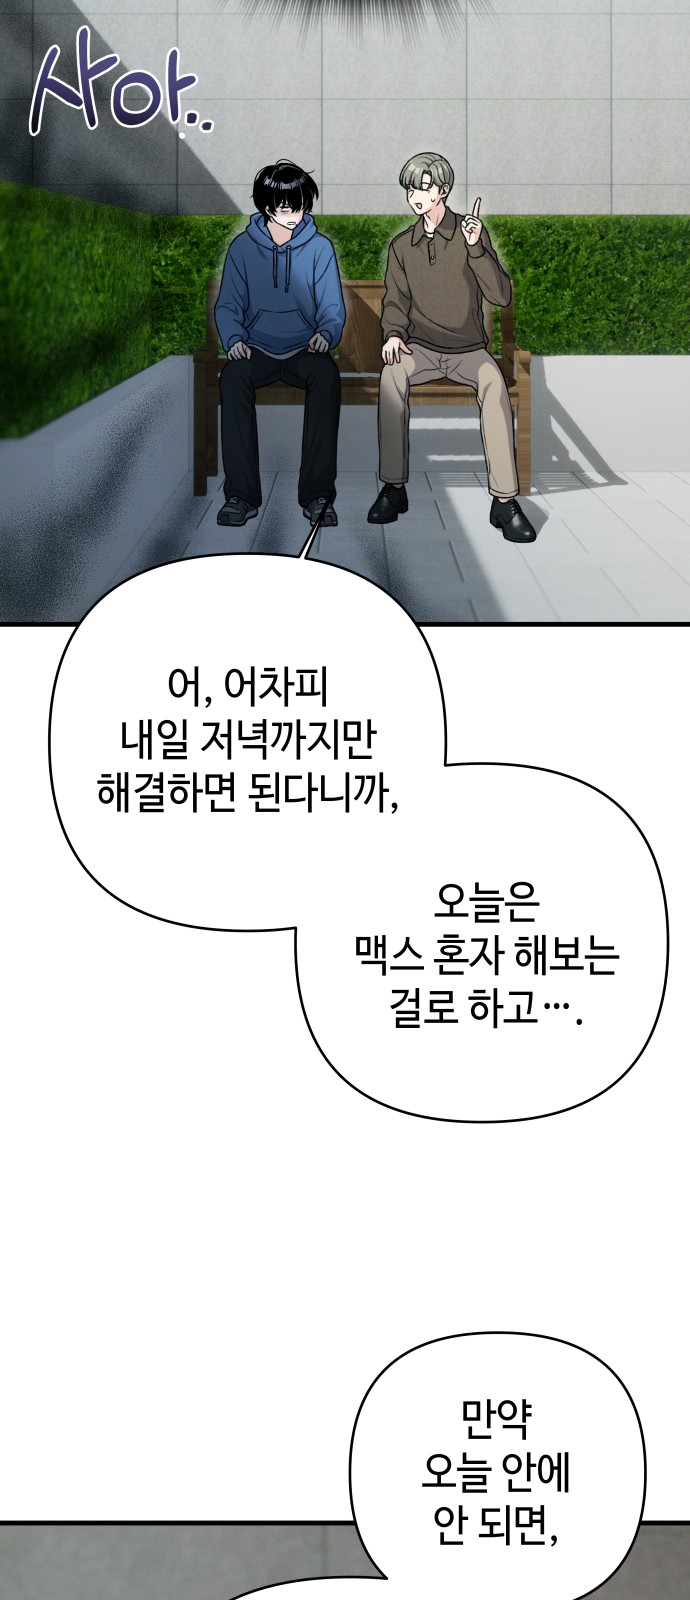 사아..
어, 어차피
내일 저녁까지만
해결하면 된다니까,
오늘은
맥스 혼자 해보는
걸로 하고….
만약
오늘 안에
안 되면,